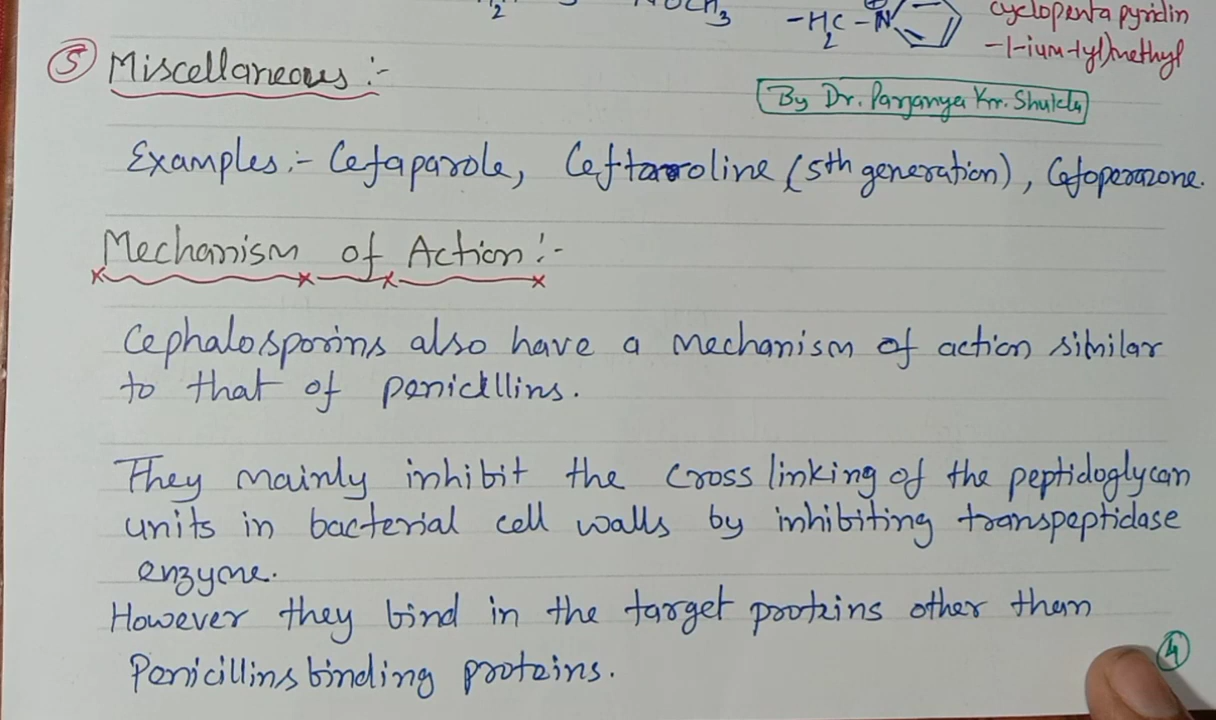 cyclopenta pyridin
-H₂C-N
-1-ium-1yl)methyl
⑤ Miscellaneous :-
By Dr. Parjanya Kr. Shukla
Examples:- Cefaparole, Ceftaroline (5th generation), Cefoperazone.
Mechanism of Action :-
Cephalosporins also have a mechanism of action similar
to that of penicillins.
They mainly inhibit the cross linking of the peptidoglycan
units in bacterial cell walls by inhibiting transpeptidase
enzyme.
However they bind in the target proteins other than
Penicillins binding proteins.
4